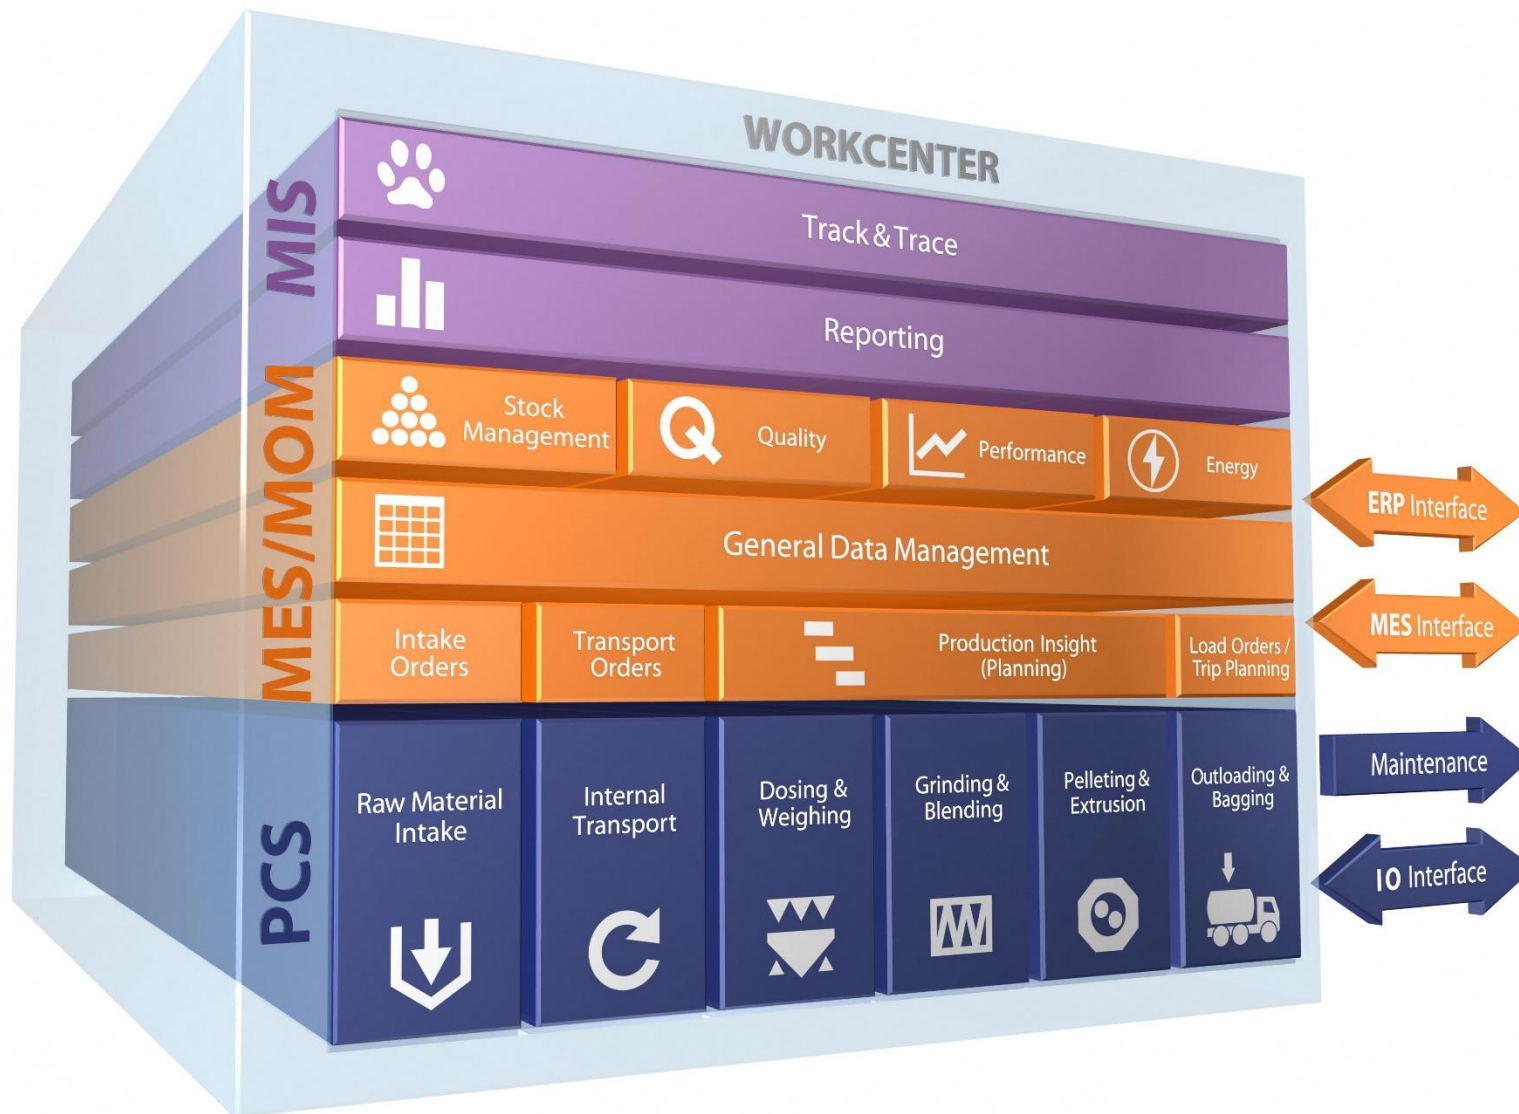 WORKCENTER
MIS
Track & Trace
Reporting
MES/MOM
Stock
Management
Quality
Performance
Energy
General Data Management
Intake
Orders
Transport
Orders
Production Insight
(Planning)
Load Orders /
Trip Planning
PCS
Raw Material
Intake
Internal
Transport
Dosing &
Weighing
Grinding &
Blending
Pelleting &
Extrusion
Outloading &
Bagging
ERP Interface
MES Interface
Maintenance
IO Interface